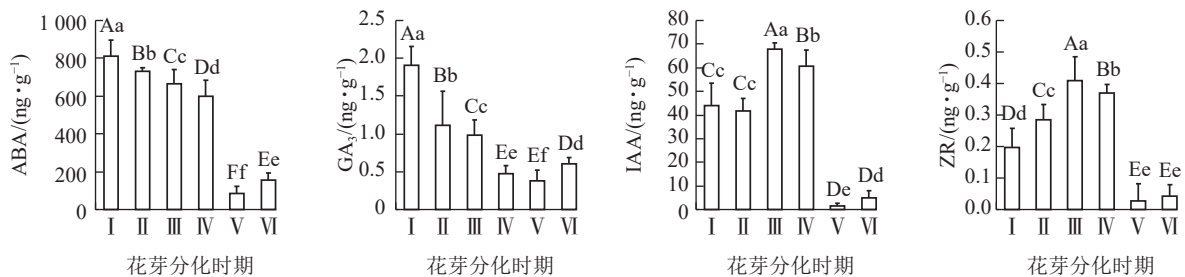 1 000
800
600
400
200
0
ABA/(ng·g⁻¹)
Aa
Bb
Cc
Dd
Ff
Ee
Ⅰ Ⅱ Ⅲ Ⅳ Ⅴ Ⅵ
花芽分化时期
2.5
2.0
1.5
1.0
0.5
0
GA₃/(ng·g⁻¹)
Aa
Bb
Cc
Ee
Ef
Dd
Ⅰ Ⅱ Ⅲ Ⅳ Ⅴ Ⅵ
花芽分化时期
80
70
60
50
40
30
20
10
0
IAA/(ng·g⁻¹)
Cc
Cc
Aa
Bb
De
Dd
Ⅰ Ⅱ Ⅲ Ⅳ Ⅴ Ⅵ
花芽分化时期
0.6
0.5
0.4
0.3
0.2
0.1
0.0
ZR/(ng·g⁻¹)
Dd
Cc
Aa
Bb
Ee
Ee
Ⅰ Ⅱ Ⅲ Ⅳ Ⅴ Ⅵ
花芽分化时期